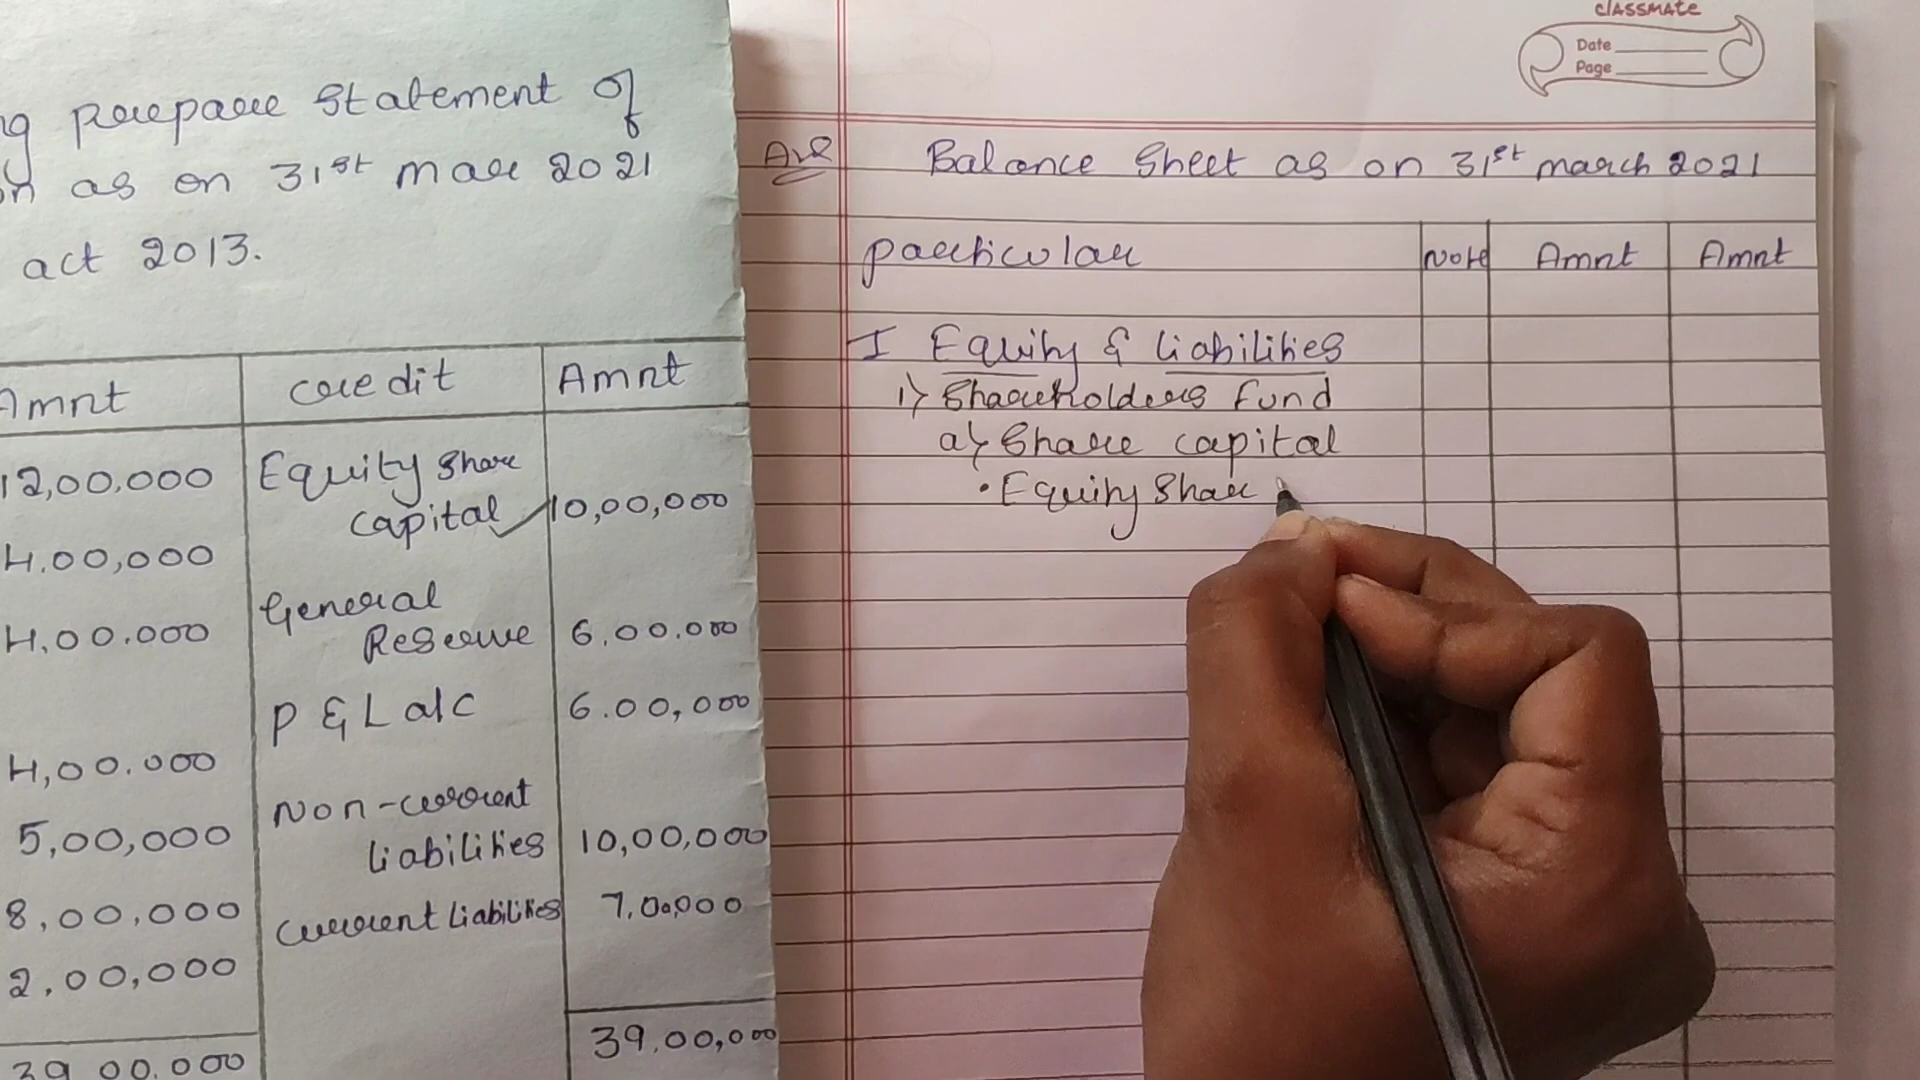 prepare Statement of
as on 31st mar 2021
act 2013.
Amnt credit Amnt
12,00,000 Equity Share
capital 10,00,000
4,00,000
General
4,00,000 Reserve 6,00,000
P & L a/c 6,00,000
4,00,000
Non-current
5,00,000 liabilities 10,00,000
8,00,000 current liabilities 7,00,000
2,00,000
39,00,000
39,00,000
classmate
Date
Page
Ans Balance Sheet as on 31st march 2021
particular Note Amnt Amnt
I Equity & liabilities
1) Shareholders fund
a) Share capital
• Equity Share